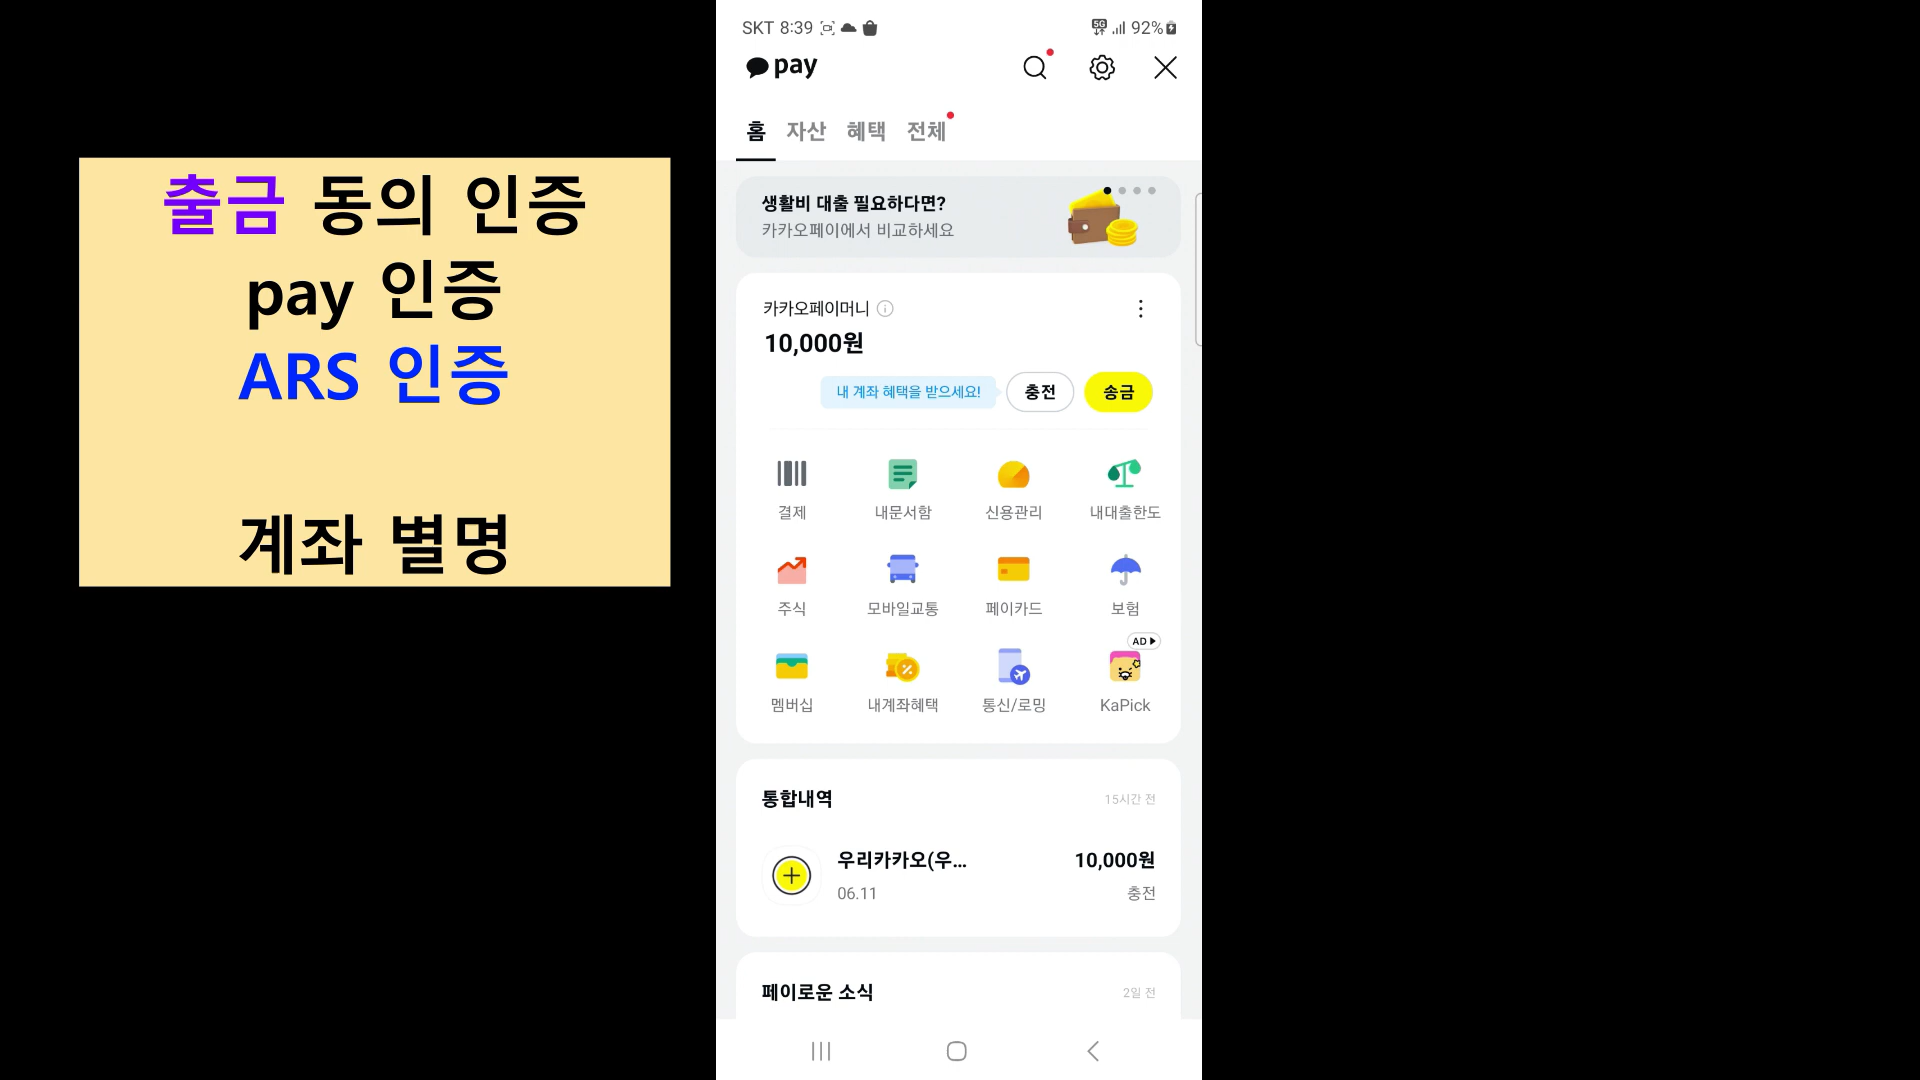 출금 동의 인증
pay 인증
ARS 인증
계좌 별명
SKT 8:39
5G 92%
pay
홈 자산 혜택 전체
생활비 대출 필요하다면?
카카오페이에서 비교하세요
카카오페이머니
10,000원
내 계좌 혜택을 받으세요! 충전 송금
결제 내문서함 신용관리 내대출한도
주식 모바일교통 페이카드 보험
AD
멤버십 내계좌혜택 통신/로밍 KaPick
통합내역 15시간 전
우리카카오(우... 10,000원
06.11 충전
페이로운 소식 2일 전